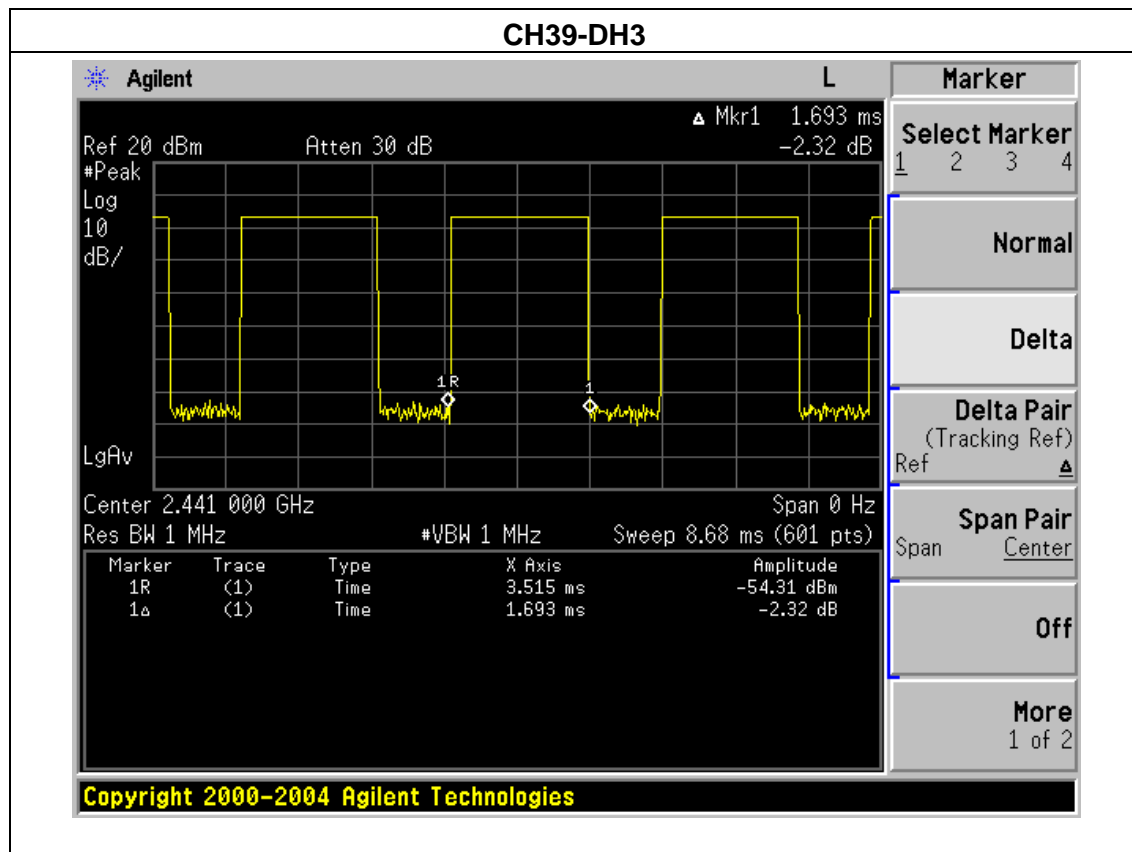 CH39-DH3
Agilent L
Marker
Δ Mkr1 1.693 ms
Ref 20 dBm Atten 30 dB -2.32 dB
#Peak
Log
10
dB/
1R
1
LgAv
Center 2.441 000 GHz Span 0 Hz
Res BW 1 MHz #VBW 1 MHz Sweep 8.68 ms (601 pts)
Marker Trace Type X Axis Amplitude
1R (1) Time 3.515 ms -54.31 dBm
1Δ (1) Time 1.693 ms -2.32 dB
Select Marker
1 2 3 4
Normal
Delta
Delta Pair
(Tracking Ref)
Ref Δ
Span Pair
Span Center
Off
More
1 of 2
Copyright 2000-2004 Agilent Technologies